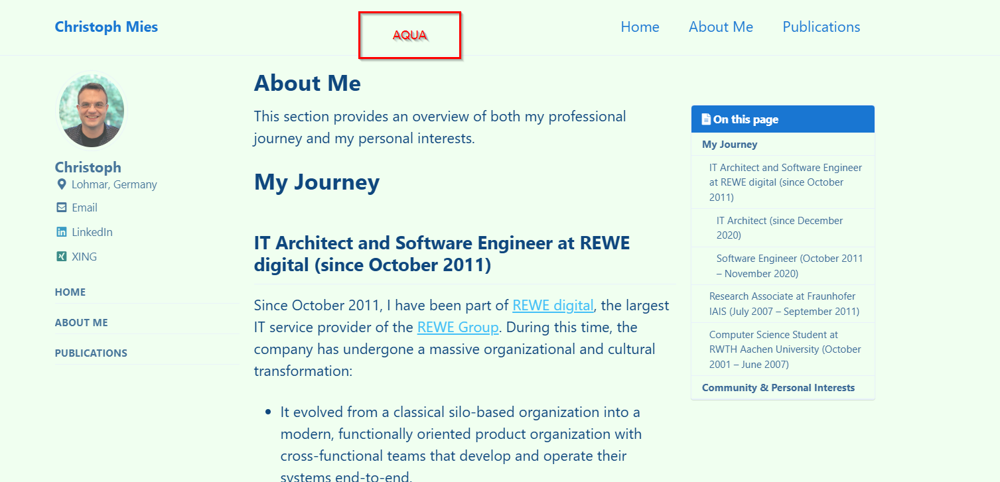 Christoph Mies
AQUA
Home
About Me
Publications
Christoph
Lohmar, Germany
Email
LinkedIn
XING
HOME
ABOUT ME
PUBLICATIONS
About Me
This section provides an overview of both my professional
journey and my personal interests.
My Journey
IT Architect and Software Engineer at REWE
digital (since October 2011)
Since October 2011, I have been part of REWE digital, the largest
IT service provider of the REWE Group. During this time, the
company has undergone a massive organizational and cultural
transformation:
• It evolved from a classical silo-based organization into a
modern, functionally oriented product organization with
cross-functional teams that develop and operate their
systems end-to-end.
On this page
My Journey
IT Architect and Software Engineer
at REWE digital (since October
2011)
IT Architect (since December
2020)
Software Engineer (October 2011
– November 2020)
Research Associate at Fraunhofer
IAIS (July 2007 – September 2011)
Computer Science Student at
RWTH Aachen University (October
2001 – June 2007)
Community & Personal Interests